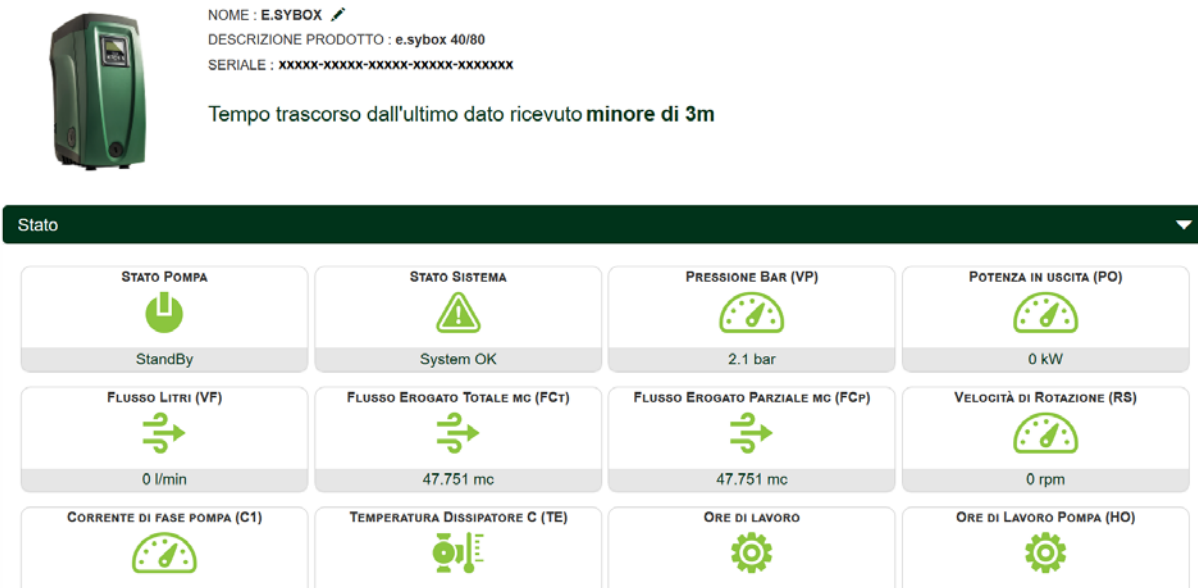 NOME : E.SYBOX
DESCRIZIONE PRODOTTO : e.sybox 40/80
SERIALE : xxxxx-xxxxx-xxxxx-xxxxx-xxxxxxx
Tempo trascorso dall'ultimo dato ricevuto minore di 3m
Stato
STATO POMPA
StandBy
STATO SISTEMA
System OK
PRESSIONE BAR (VP)
2.1 bar
POTENZA IN USCITA (PO)
0 kW
FLUSSO LITRI (VF)
0 l/min
FLUSSO EROGATO TOTALE MC (FCT)
47.751 mc
FLUSSO EROGATO PARZIALE MC (FCP)
47.751 mc
VELOCITÀ DI ROTAZIONE (RS)
0 rpm
CORRENTE DI FASE POMPA (C1)
TEMPERATURA DISSIPATORE C (TE)
ORE DI LAVORO
ORE DI LAVORO POMPA (HO)